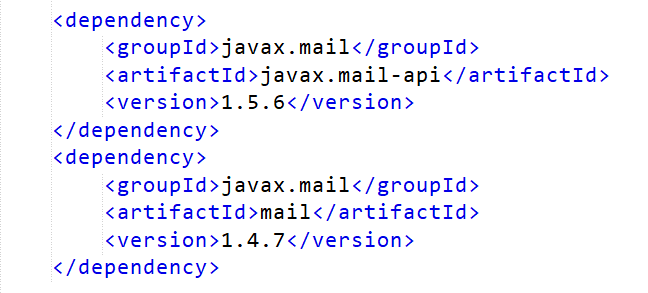 <dependency>
<groupId>javax.mail</groupId>
<artifactId>javax.mail-api</artifactId>
<version>1.5.6</version>
</dependency>
<dependency>
<groupId>javax.mail</groupId>
<artifactId>mail</artifactId>
<version>1.4.7</version>
</dependency>